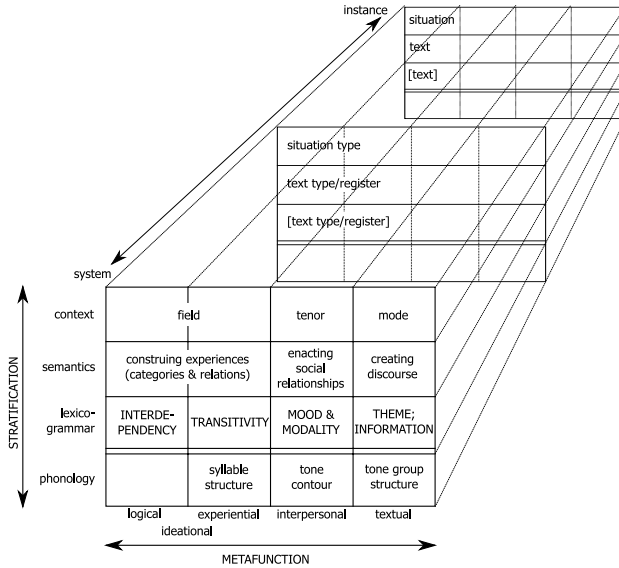 instance
situation
text
[text]
situation type
text type/register
[text type/register]
system
context
field
tenor
mode
semantics
construing experiences
(categories & relations)
enacting
social
relationships
creating
discourse
lexico-
grammar
INTERDE-
PENDENCY
TRANSITIVITY
MOOD &
MODALITY
THEME;
INFORMATION
phonology
syllable
structure
tone
contour
tone group
structure
logical
experiential
interpersonal
textual
ideational
METAFUNCTION
STRATIFICATION